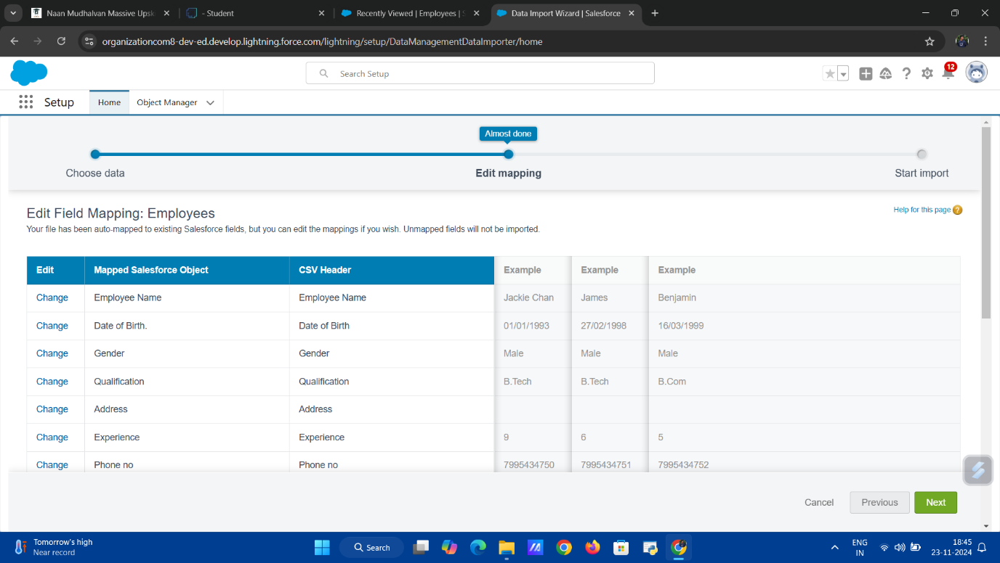 Naan Mudhalvan Massive Upsk
- Student
Recently Viewed | Employees | S
Data Import Wizard | Salesforce
organizationcom8-dev-ed.develop.lightning.force.com/lightning/setup/DataManagementDataImporter/home
Search Setup
12
Setup
Home
Object Manager
Almost done
Choose data
Edit mapping
Start import
Edit Field Mapping: Employees
Help for this page ?
Your file has been auto-mapped to existing Salesforce fields, but you can edit the mappings if you wish. Unmapped fields will not be imported.
Edit Mapped Salesforce Object CSV Header Example Example Example
Change Employee Name Employee Name Jackie Chan James Benjamin
Change Date of Birth. Date of Birth 01/01/1993 27/02/1998 16/03/1999
Change Gender Gender Male Male Male
Change Qualification Qualification B.Tech B.Tech B.Com
Change Address Address
Change Experience Experience 9 6 5
Change Phone no Phone no 7995434750 7995434751 7995434752
Cancel
Previous
Next
Tomorrow's high
Near record
Search
ENG
IN
18:45
23-11-2024